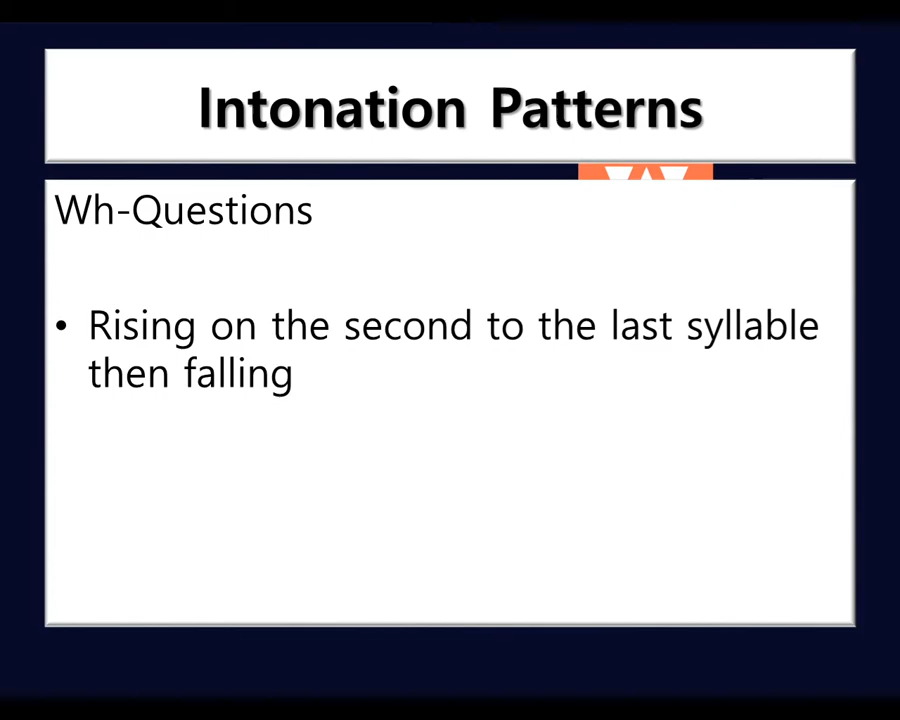 Intonation Patterns
Wh-Questions
• Rising on the second to the last syllable
then falling